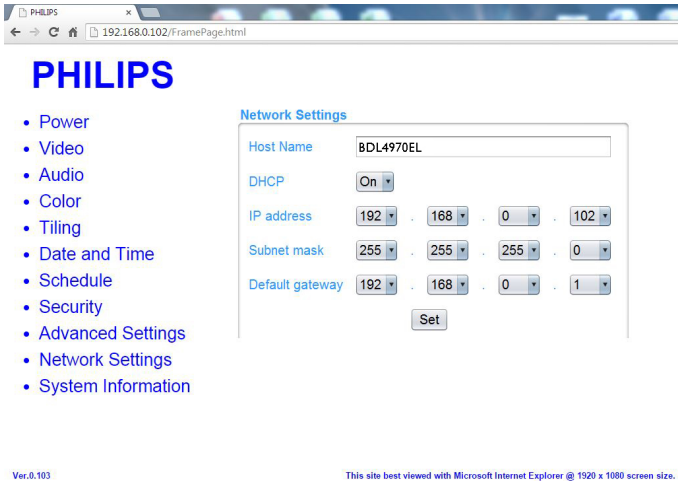 PHILIPS
192.168.0.102/FramePage.html
PHILIPS
• Power
• Video
• Audio
• Color
• Tiling
• Date and Time
• Schedule
• Security
• Advanced Settings
• Network Settings
• System Information
Network Settings
Host Name BDL4970EL
DHCP On
IP address 192 . 168 . 0 . 102
Subnet mask 255 . 255 . 255 . 0
Default gateway 192 . 168 . 0 . 1
Set
Ver.0.103
This site best viewed with Microsoft Internet Explorer @ 1920 x 1080 screen size.